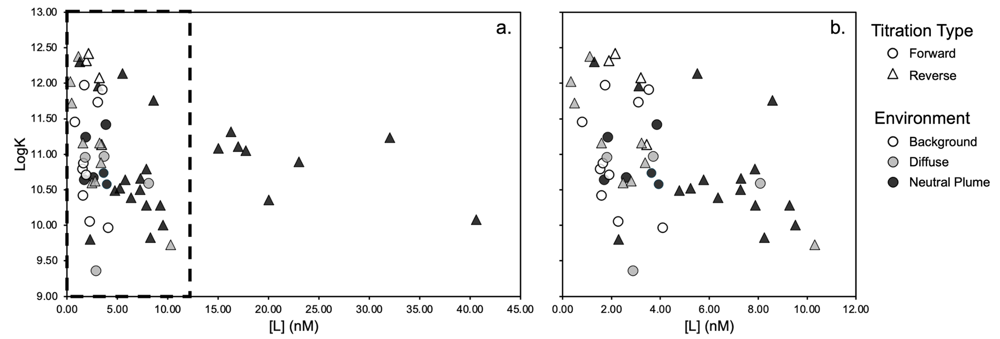 13.00
12.50
12.00
11.50
11.00
10.50
10.00
9.50
9.00
LogK
a.
0.00 5.00 10.00 15.00 20.00 25.00 30.00 35.00 40.00 45.00
[L] (nM)
b.
0.00 2.00 4.00 6.00 8.00 10.00 12.00
[L] (nM)
Titration Type
Forward
Reverse
Environment
Background
Diffuse
Neutral Plume